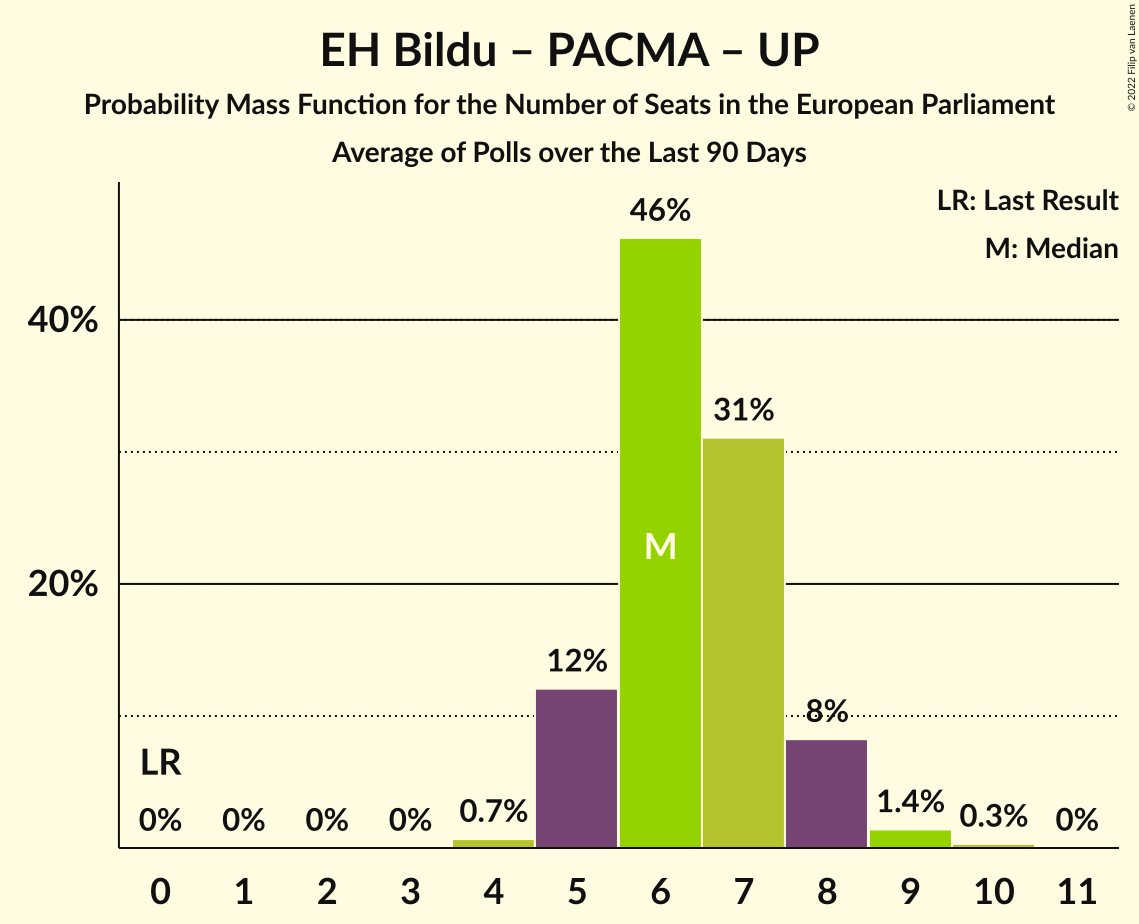 EH Bildu – PACMA – UP
Probability Mass Function for the Number of Seats in the European Parliament
Average of Polls over the Last 90 Days
© 2022 Filip van Laenen
LR: Last Result
M: Median
46%
40%
31%
M
20%
12%
8%
LR
0% 0% 0% 0% 0.7% 1.4% 0.3% 0%
0 1 2 3 4 5 6 7 8 9 10 11